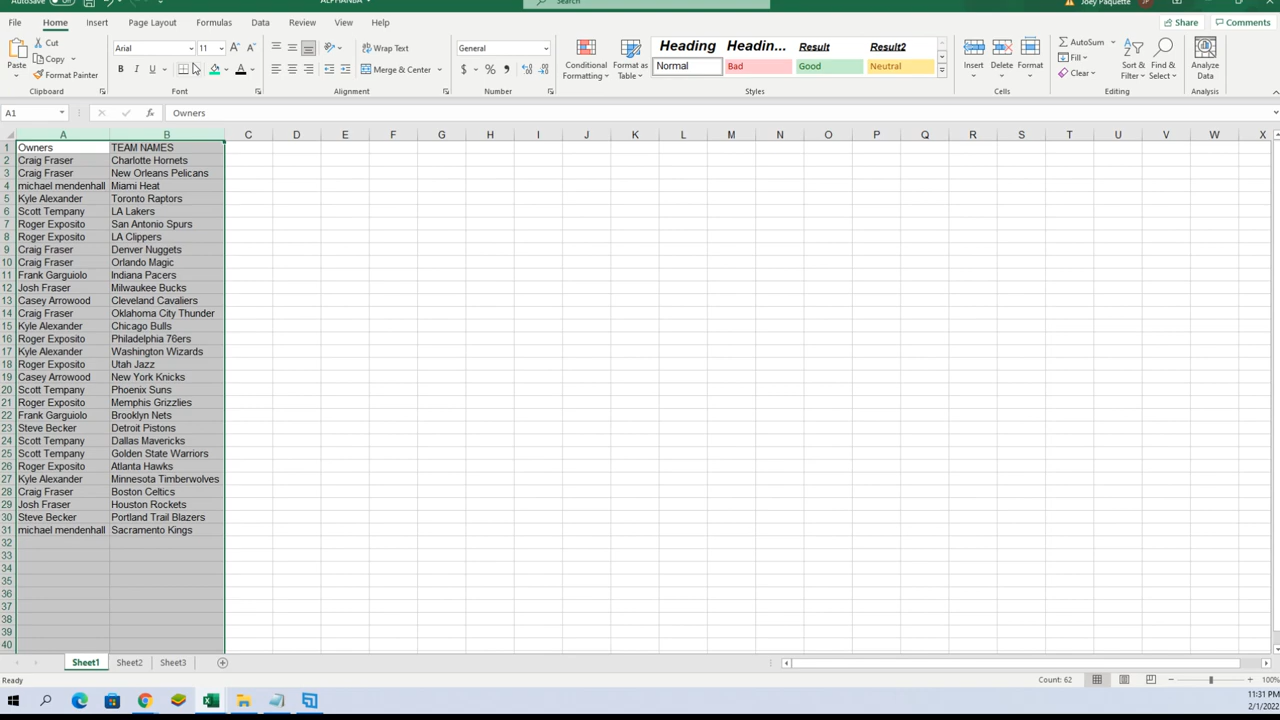 AutoSave Off ALPHANBA Search Joey Paquette JP
File Home Insert Page Layout Formulas Data Review View Help Share Comments
Paste Cut Copy Format Painter Clipboard
Arial 11 B I U A Font
Wrap Text Merge & Center Alignment
General $ % Number
Conditional Formatting Format as Table Heading Headin... Result Result2 Normal Bad Good Neutral Styles
Insert Delete Format Cells
AutoSum Fill Clear Sort & Filter Find & Select Editing
Analyze Data Analysis
A1 fx Owners
A B C D E F G H I J K L M N O P Q R S T U V W X
1 Owners TEAM NAMES
2 Craig Fraser Charlotte Hornets
3 Craig Fraser New Orleans Pelicans
4 michael mendenhall Miami Heat
5 Kyle Alexander Toronto Raptors
6 Scott Tempany LA Lakers
7 Roger Exposito San Antonio Spurs
8 Roger Exposito LA Clippers
9 Craig Fraser Denver Nuggets
10 Craig Fraser Orlando Magic
11 Frank Garguiolo Indiana Pacers
12 Josh Fraser Milwaukee Bucks
13 Casey Arrowood Cleveland Cavaliers
14 Craig Fraser Oklahoma City Thunder
15 Kyle Alexander Chicago Bulls
16 Roger Exposito Philadelphia 76ers
17 Kyle Alexander Washington Wizards
18 Roger Exposito Utah Jazz
19 Casey Arrowood New York Knicks
20 Scott Tempany Phoenix Suns
21 Roger Exposito Memphis Grizzlies
22 Frank Garguiolo Brooklyn Nets
23 Steve Becker Detroit Pistons
24 Scott Tempany Dallas Mavericks
25 Scott Tempany Golden State Warriors
26 Roger Exposito Atlanta Hawks
27 Kyle Alexander Minnesota Timberwolves
28 Craig Fraser Boston Celtics
29 Josh Fraser Houston Rockets
30 Steve Becker Portland Trail Blazers
31 michael mendenhall Sacramento Kings
32
33
34
35
36
37
38
39
40
Sheet1 Sheet2 Sheet3
Ready Count: 62 100%
11:31 PM
2/1/2022